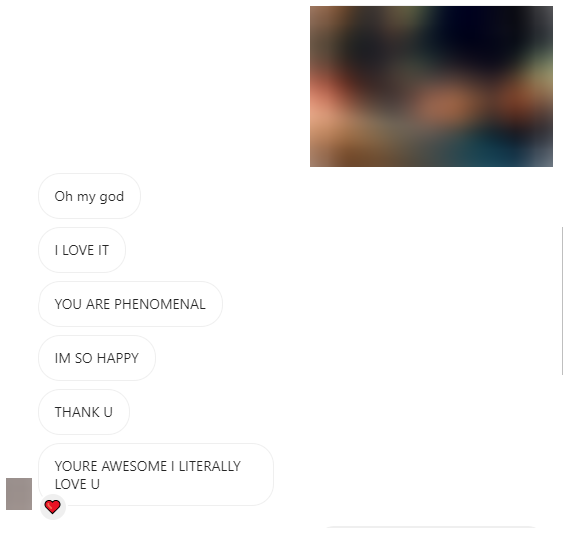 Oh my god
I LOVE IT
YOU ARE PHENOMENAL
IM SO HAPPY
THANK U
YOURE AWESOME I LITERALLY
LOVE U